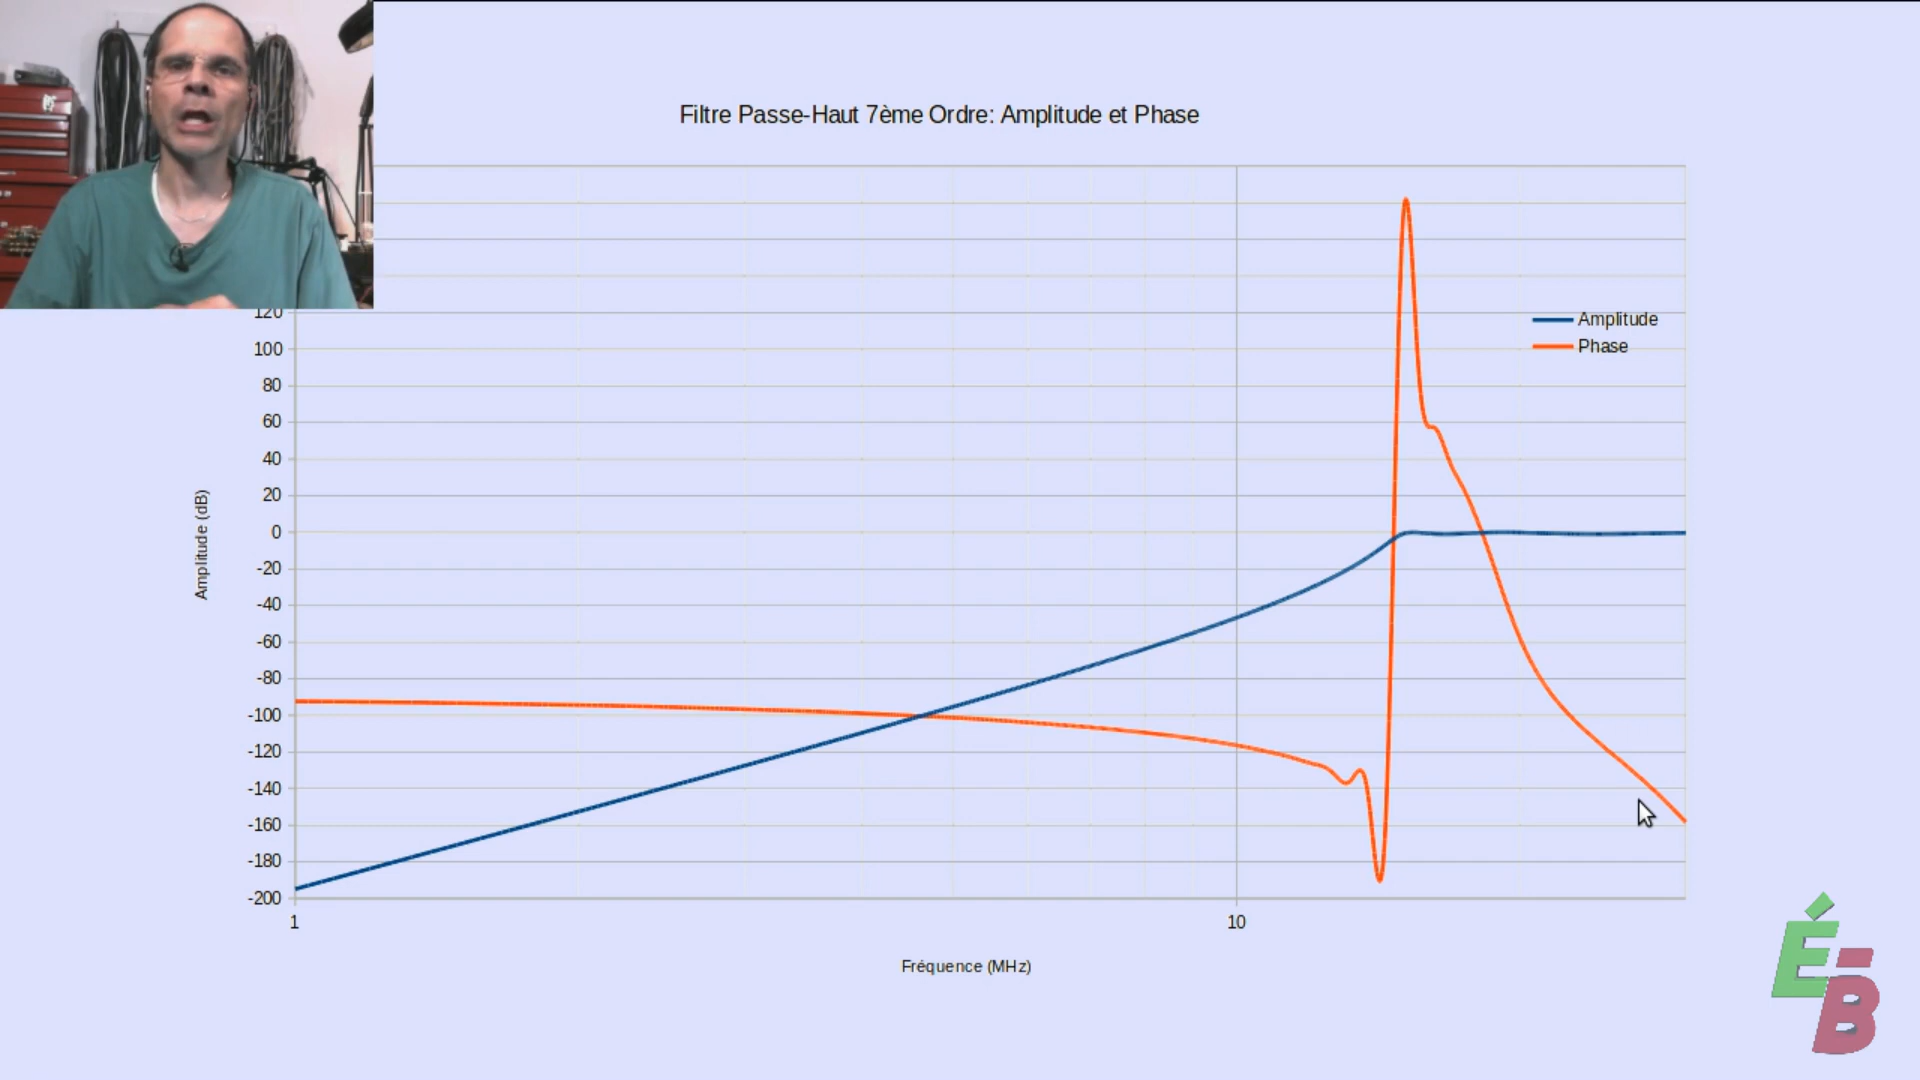 Filtre Passe-Haut 7ème Ordre: Amplitude et Phase
Amplitude
Phase
120
100
80
60
40
20
0
-20
-40
-60
-80
-100
-120
-140
-160
-180
-200
Amplitude (dB)
1
10
Fréquence (MHz)
É
B